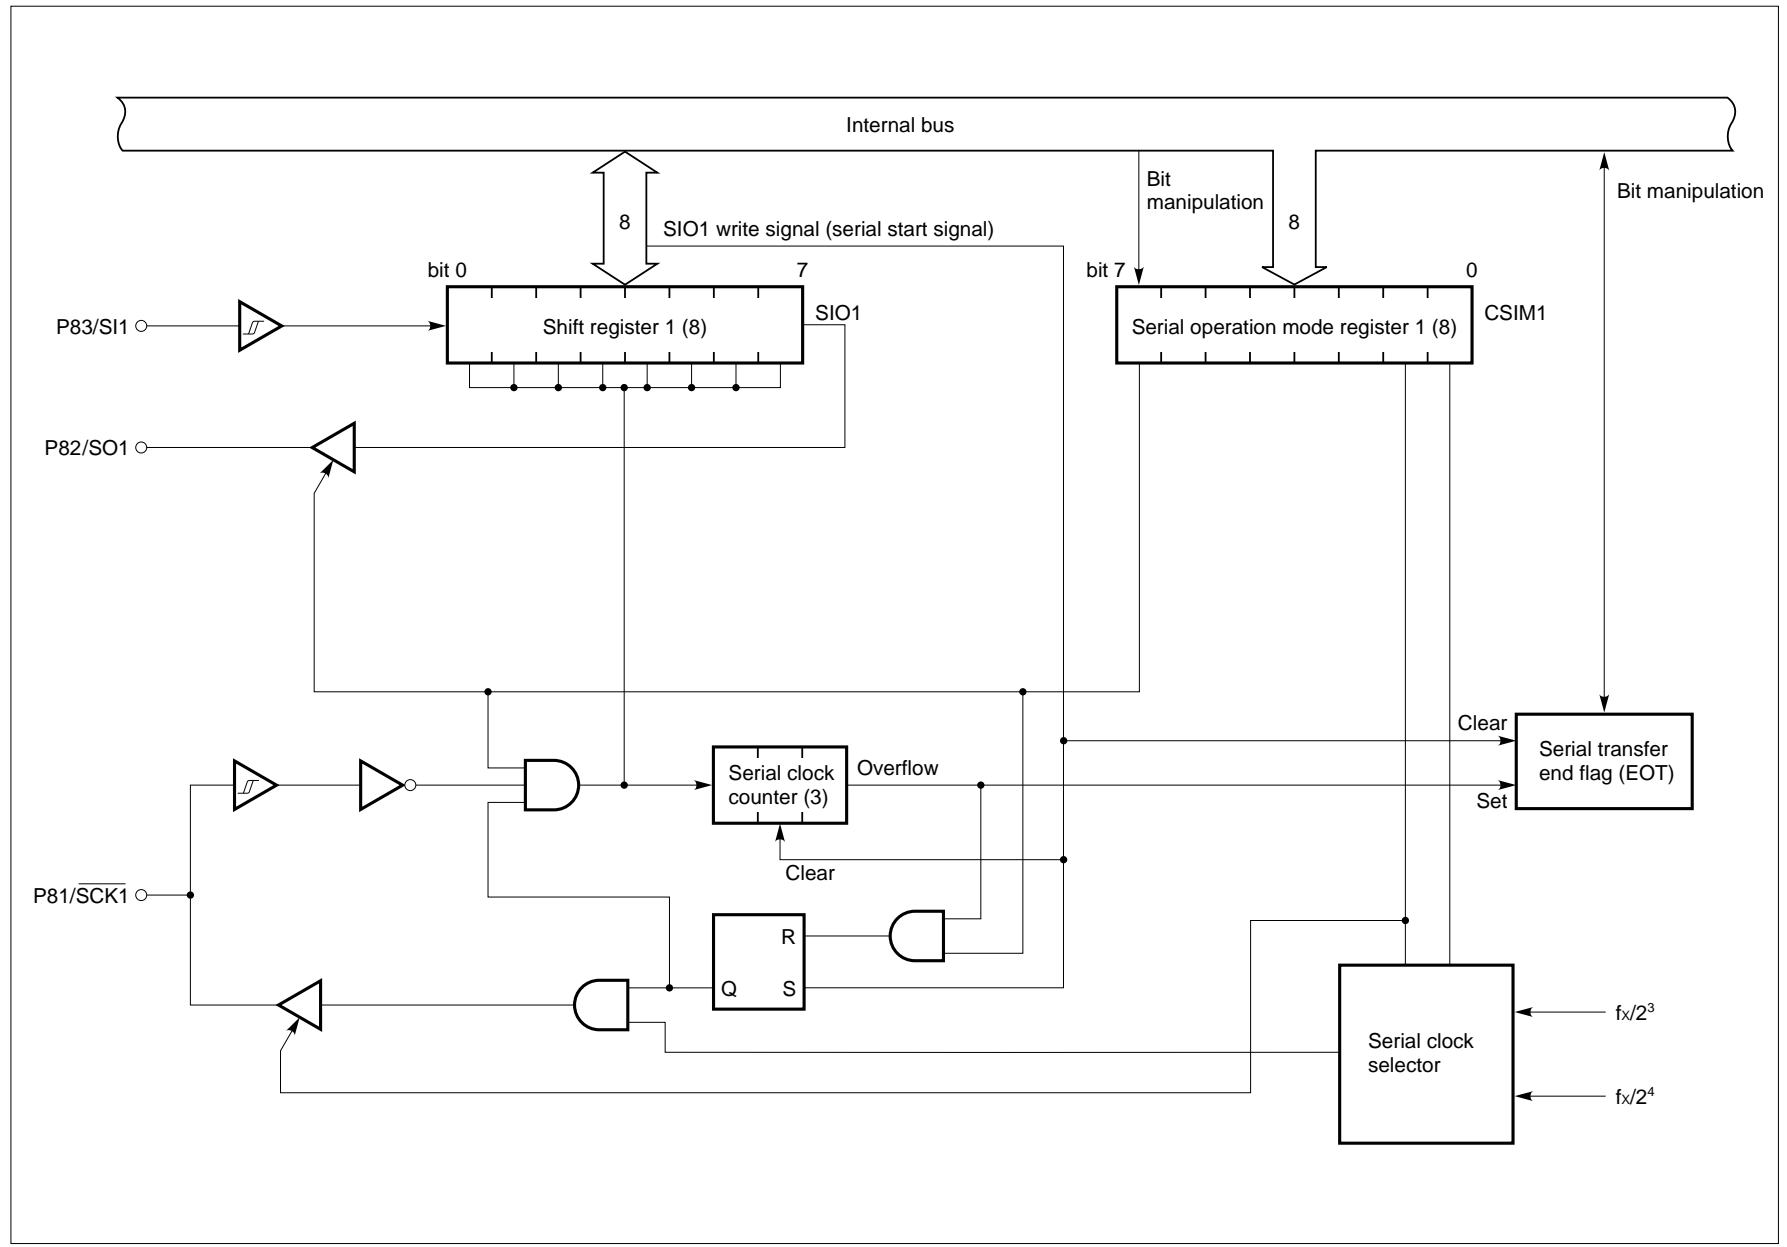 Internal bus
Bit
manipulation
Bit manipulation
8
8
SIO1 write signal (serial start signal)
bit 0
7
bit 7
0
P83/SI1
Shift register 1 (8)
SIO1
Serial operation mode register 1 (8)
CSIM1
P82/SO1
Clear
Serial transfer
end flag (EOT)
Serial clock
counter (3)
Overflow
Set
Clear
P81/S̅C̅K̅1̅
R
Q
S
Serial clock
selector
fX/2³
fX/2⁴